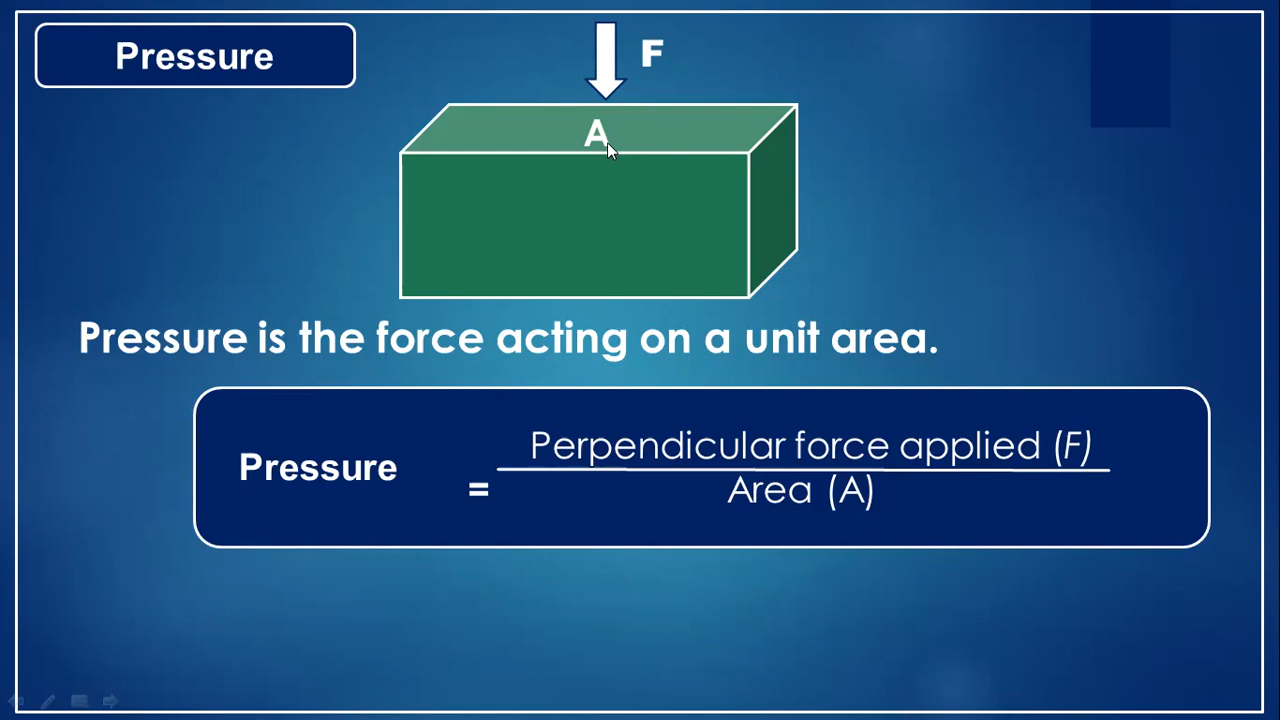 Pressure
F
A
Pressure is the force acting on a unit area.
Perpendicular force applied (F)
Pressure =
Area (A)